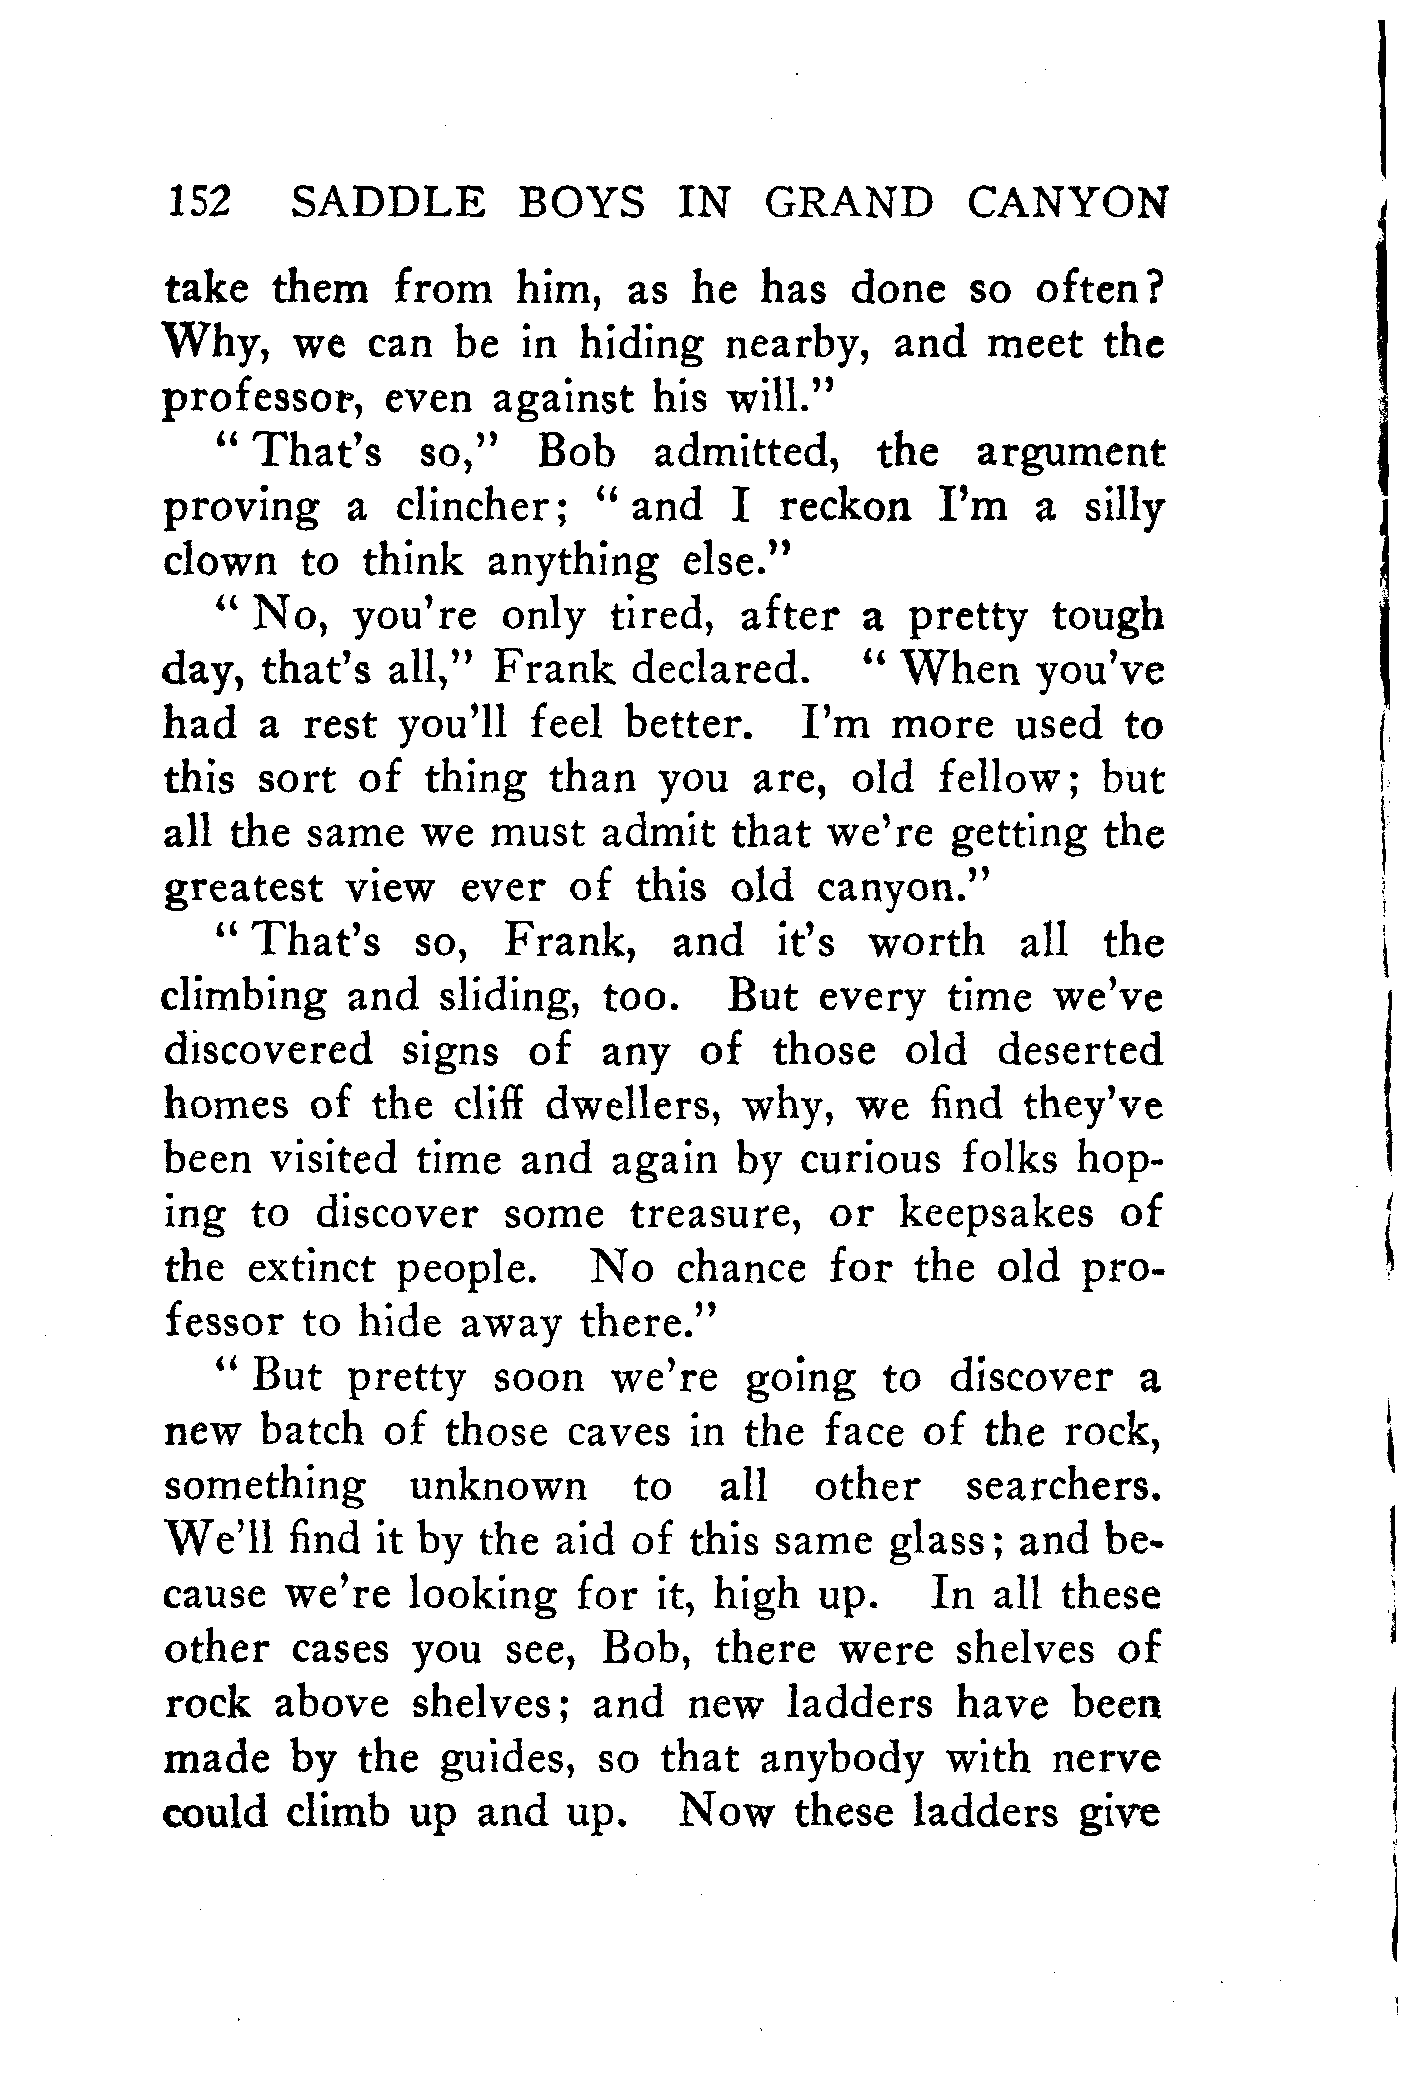 152 SADDLE BOYS IN GRAND CANYON
take them from him, as he has done so often?
Why, we can be in hiding nearby, and meet the
professor, even against his will."
" That's so," Bob admitted, the argument
proving a clincher; " and I reckon I'm a silly
clown to think anything else."
" No, you're only tired, after a pretty tough
day, that's all," Frank declared. " When you've
had a rest you'll feel better. I'm more used to
this sort of thing than you are, old fellow; but
all the same we must admit that we're getting the
greatest view ever of this old canyon."
" That's so, Frank, and it's worth all the
climbing and sliding, too. But every time we've
discovered signs of any of those old deserted
homes of the cliff dwellers, why, we find they've
been visited time and again by curious folks hop-
ing to discover some treasure, or keepsakes of
the extinct people. No chance for the old pro-
fessor to hide away there."
" But pretty soon we're going to discover a
new batch of those caves in the face of the rock,
something unknown to all other searchers.
We'll find it by the aid of this same glass; and be-
cause we're looking for it, high up. In all these
other cases you see, Bob, there were shelves of
rock above shelves; and new ladders have been
made by the guides, so that anybody with nerve
could climb up and up. Now these ladders give